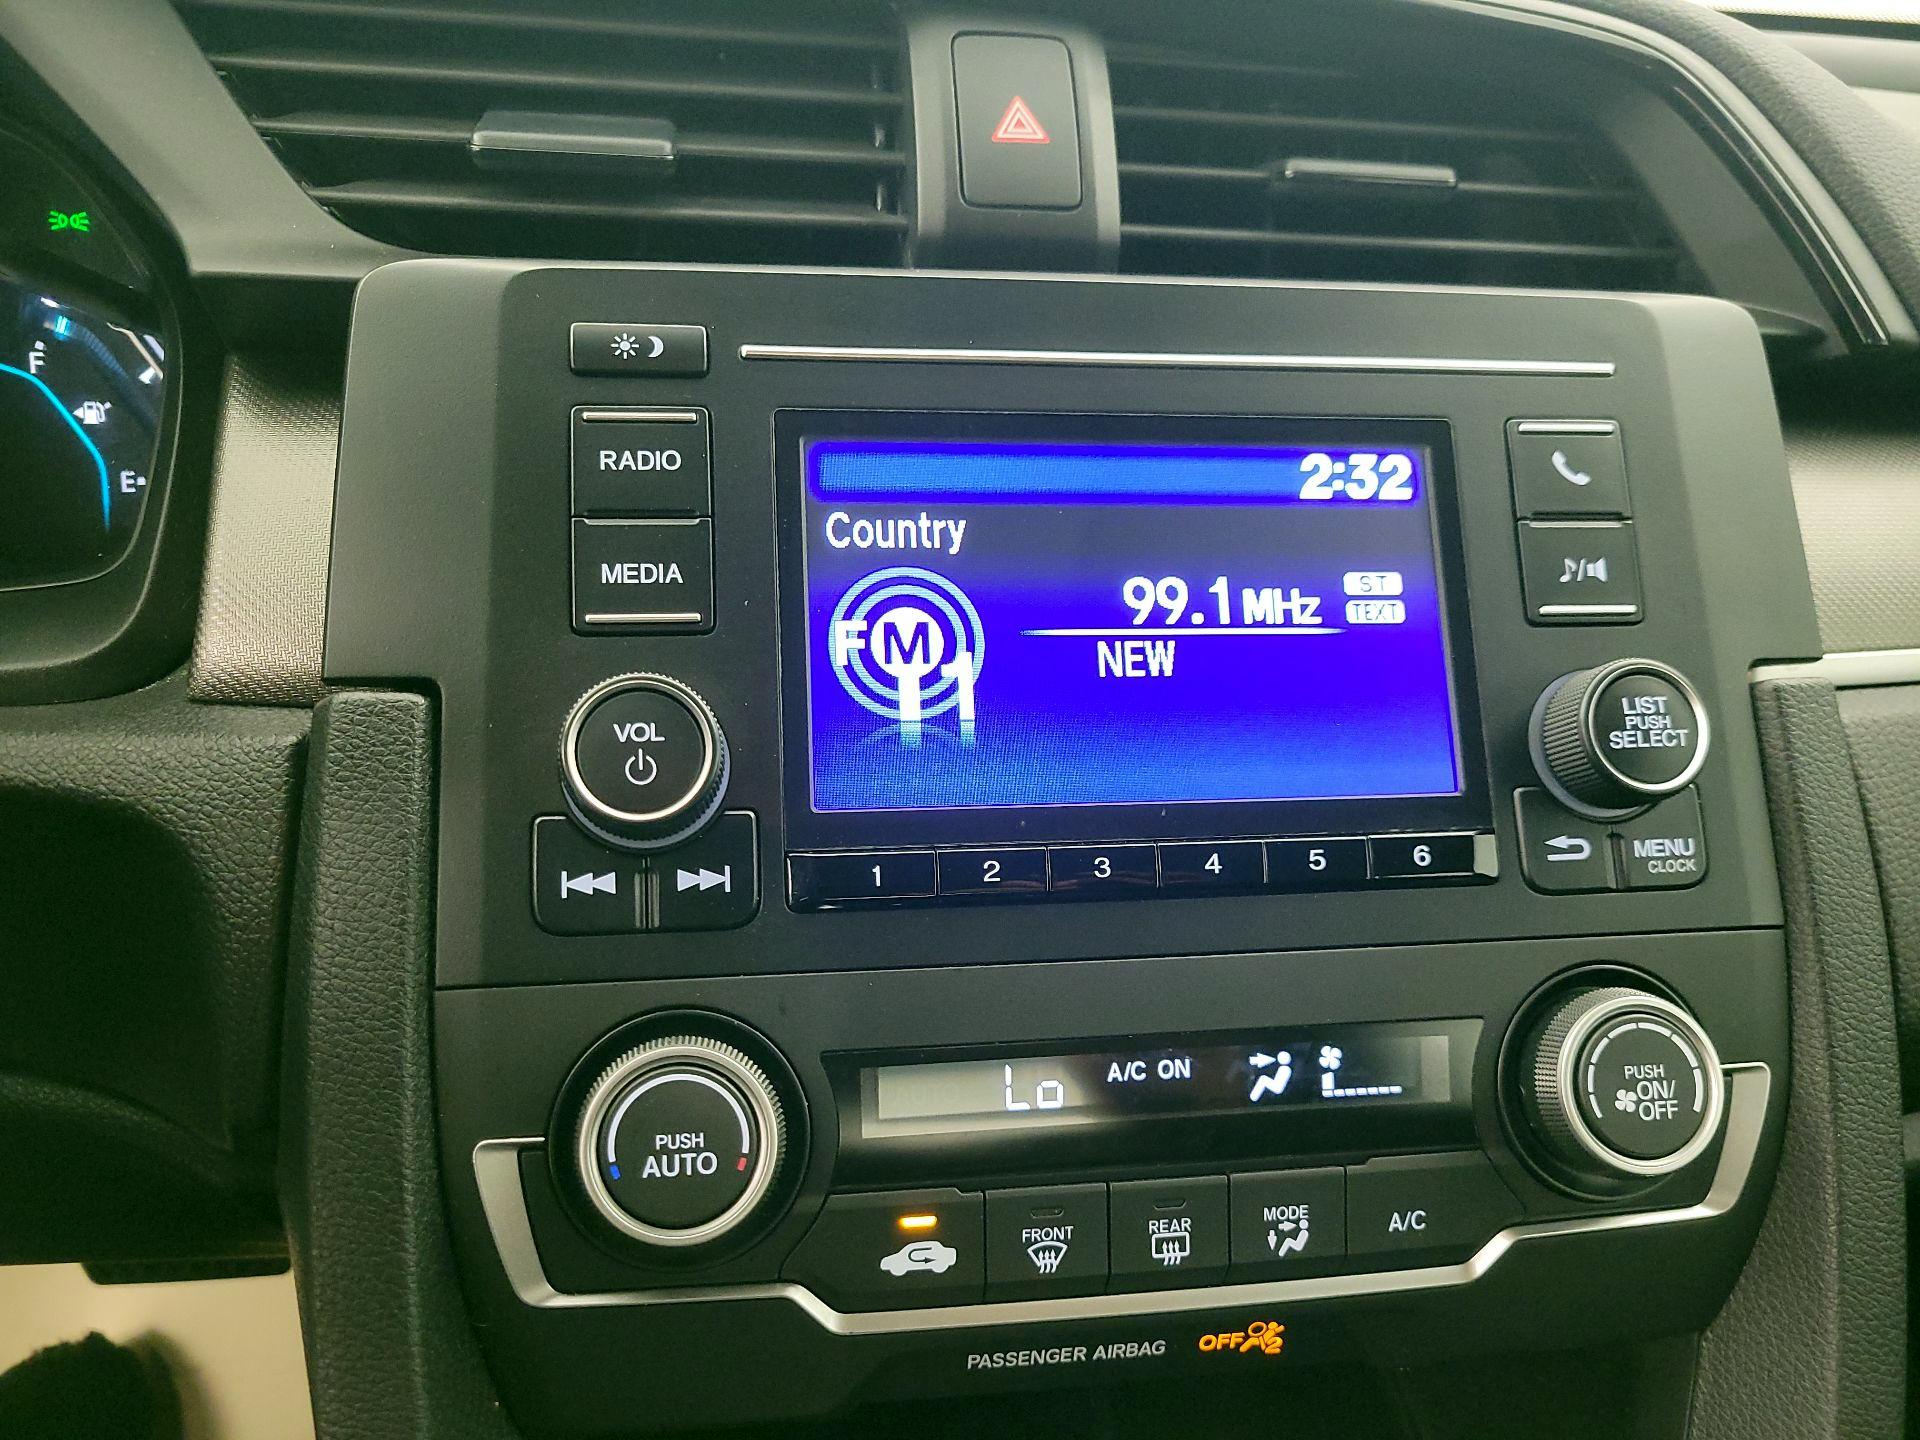 F
E
RADIO
MEDIA
VOL
2:32
Country
99.1 MHz
ST
TEXT
FM
1
NEW
1 2 3 4 5 6
LIST
PUSH
SELECT
MENU
CLOCK
Lo A/C ON
PUSH
AUTO
PUSH
ON/
OFF
FRONT
REAR
MODE
A/C
PASSENGER AIRBAG OFF 2